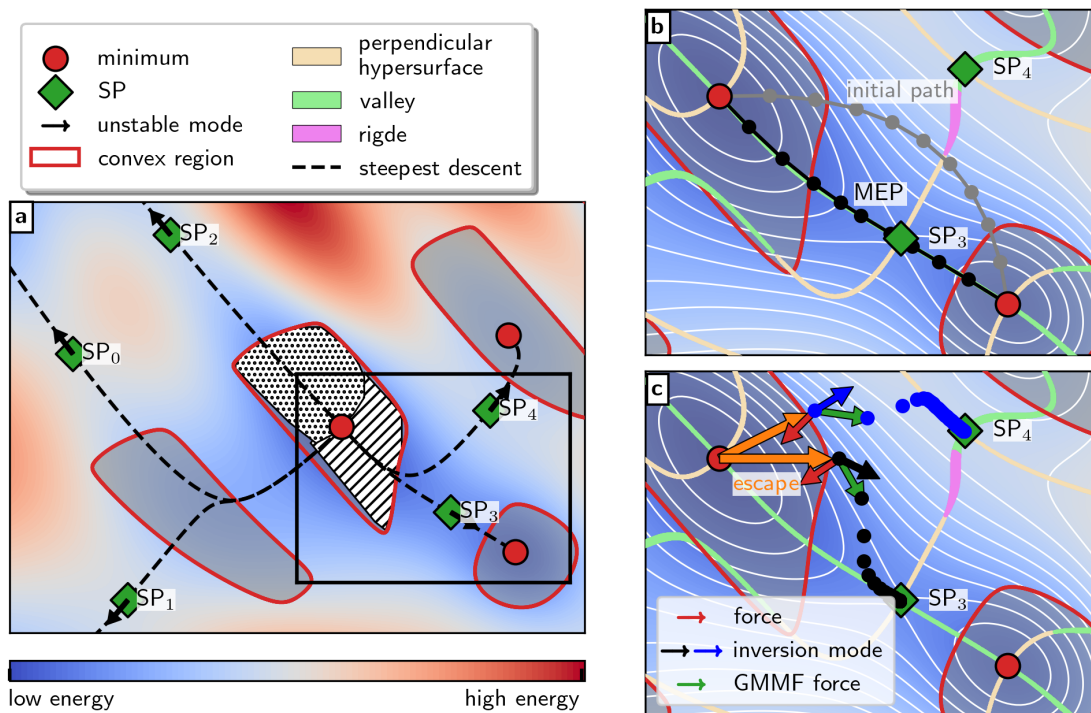 minimum
SP
unstable mode
convex region
perpendicular
hypersurface
valley
rigde
steepest descent
a
SP2
SP0
SP4
SP3
SP1
low energy
high energy
b
SP4
initial path
MEP
SP3
c
SP4
escape
SP3
force
inversion mode
GMMF force